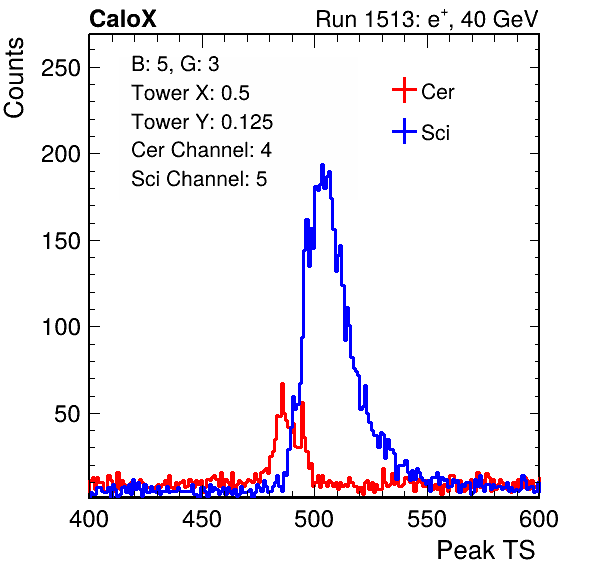 CaloX
Run 1513: e+, 40 GeV
Counts
B: 5, G: 3
Tower X: 0.5
Tower Y: 0.125
Cer Channel: 4
Sci Channel: 5
Cer
Sci
250
200
150
100
50
400 450 500 550 600
Peak TS